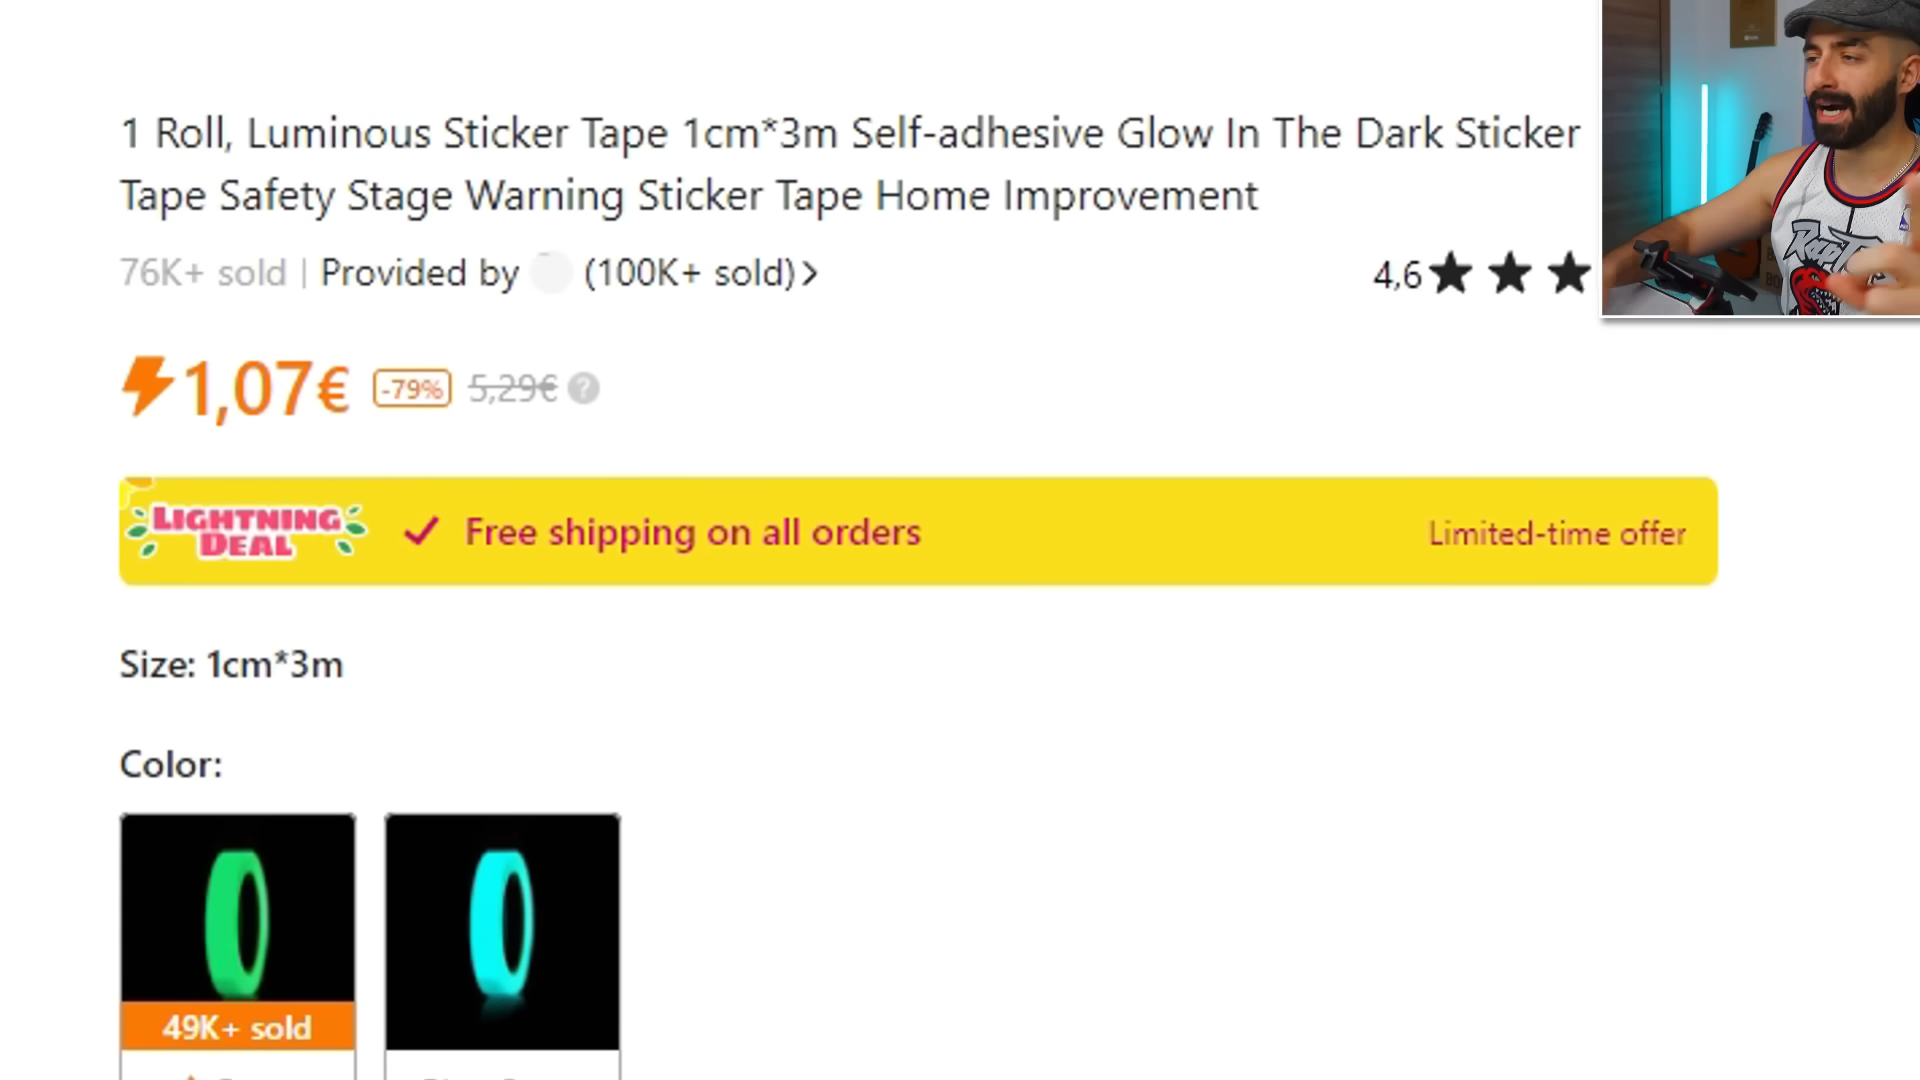 1 Roll, Luminous Sticker Tape 1cm*3m Self-adhesive Glow In The Dark Sticker
Tape Safety Stage Warning Sticker Tape Home Improvement
76K+ sold | Provided by (100K+ sold)>
4,6
1,07€ -79% 5,29€ ?
LIGHTNING
DEAL
✓ Free shipping on all orders
Limited-time offer
Size: 1cm*3m
Color:
49K+ sold